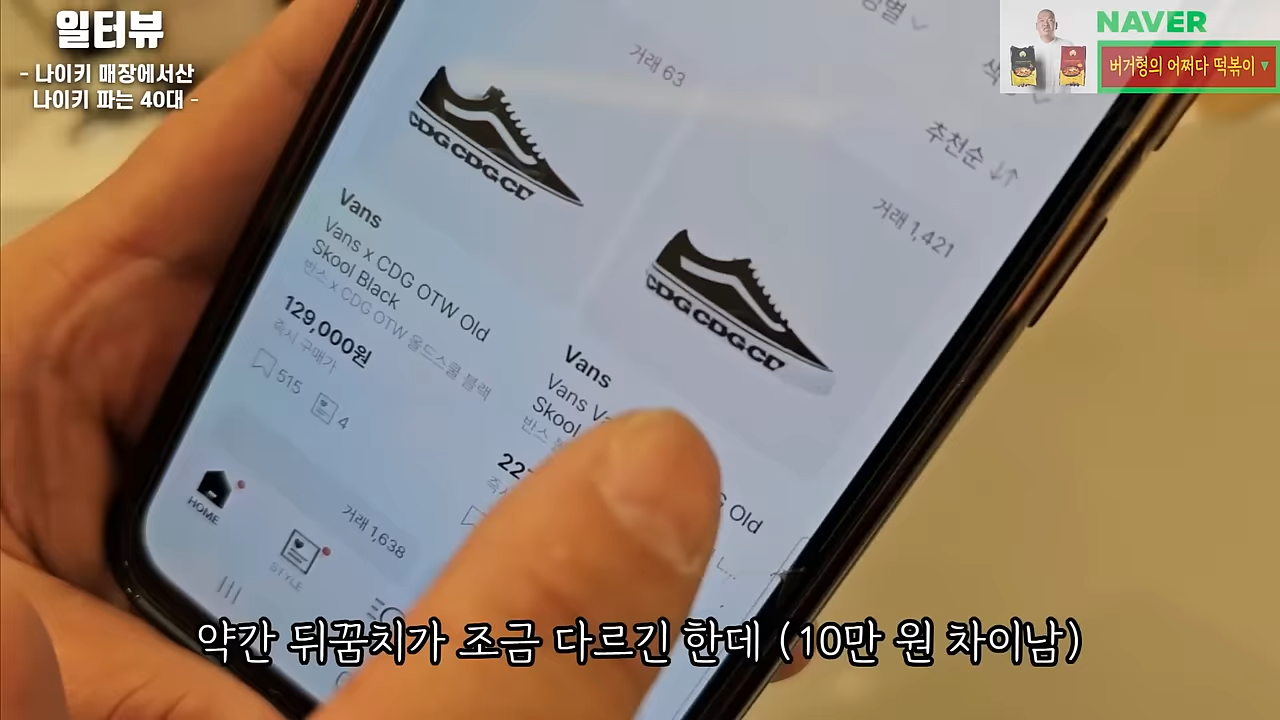 일터뷰
- 나이키 매장에서산
나이키 파는 40대 -
NAVER
버거형의 어쩌다 떡볶이 ▼
거래 63
추천순 ↓↑
거래 1,421
CDGCDGCD
Vans
Vans x CDG OTW Old
Skool Black
반스 x CDG OTW 올드스쿨 블랙
129,000원
즉시 구매가
515
4
CDGCDGCD
Vans
Vans
Skool
반스
22
Old
L...
거래 1,638
HOME
STYLE
약간 뒤꿈치가 조금 다르긴 한데 (10만 원 차이남)